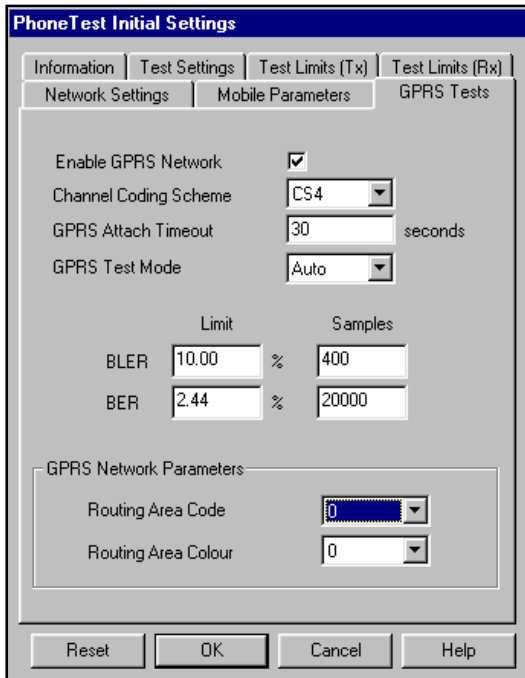 PhoneTest Initial Settings
Information Test Settings Test Limits (Tx) Test Limits (Rx)
Network Settings Mobile Parameters GPRS Tests
Enable GPRS Network
Channel Coding Scheme CS4
GPRS Attach Timeout 30 seconds
GPRS Test Mode Auto
Limit Samples
BLER 10.00 % 400
BER 2.44 % 20000
GPRS Network Parameters
Routing Area Code 0
Routing Area Colour 0
Reset OK Cancel Help